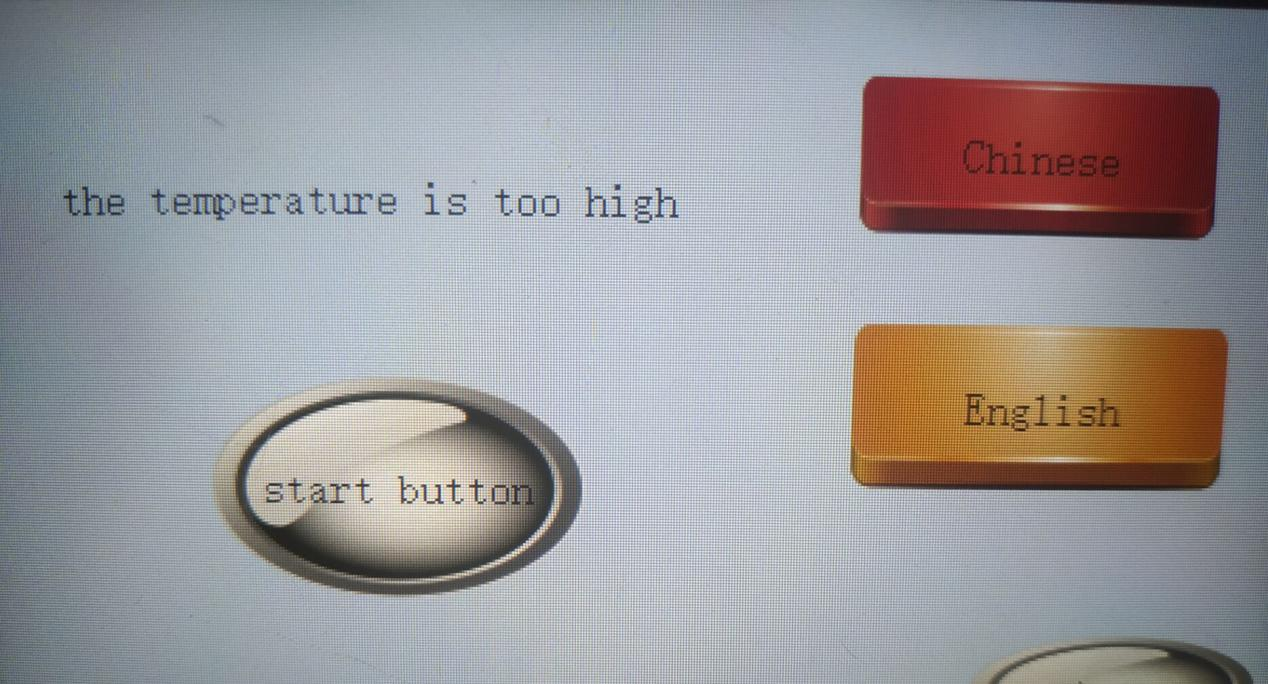 Chinese
the temperature is too high
English
start button